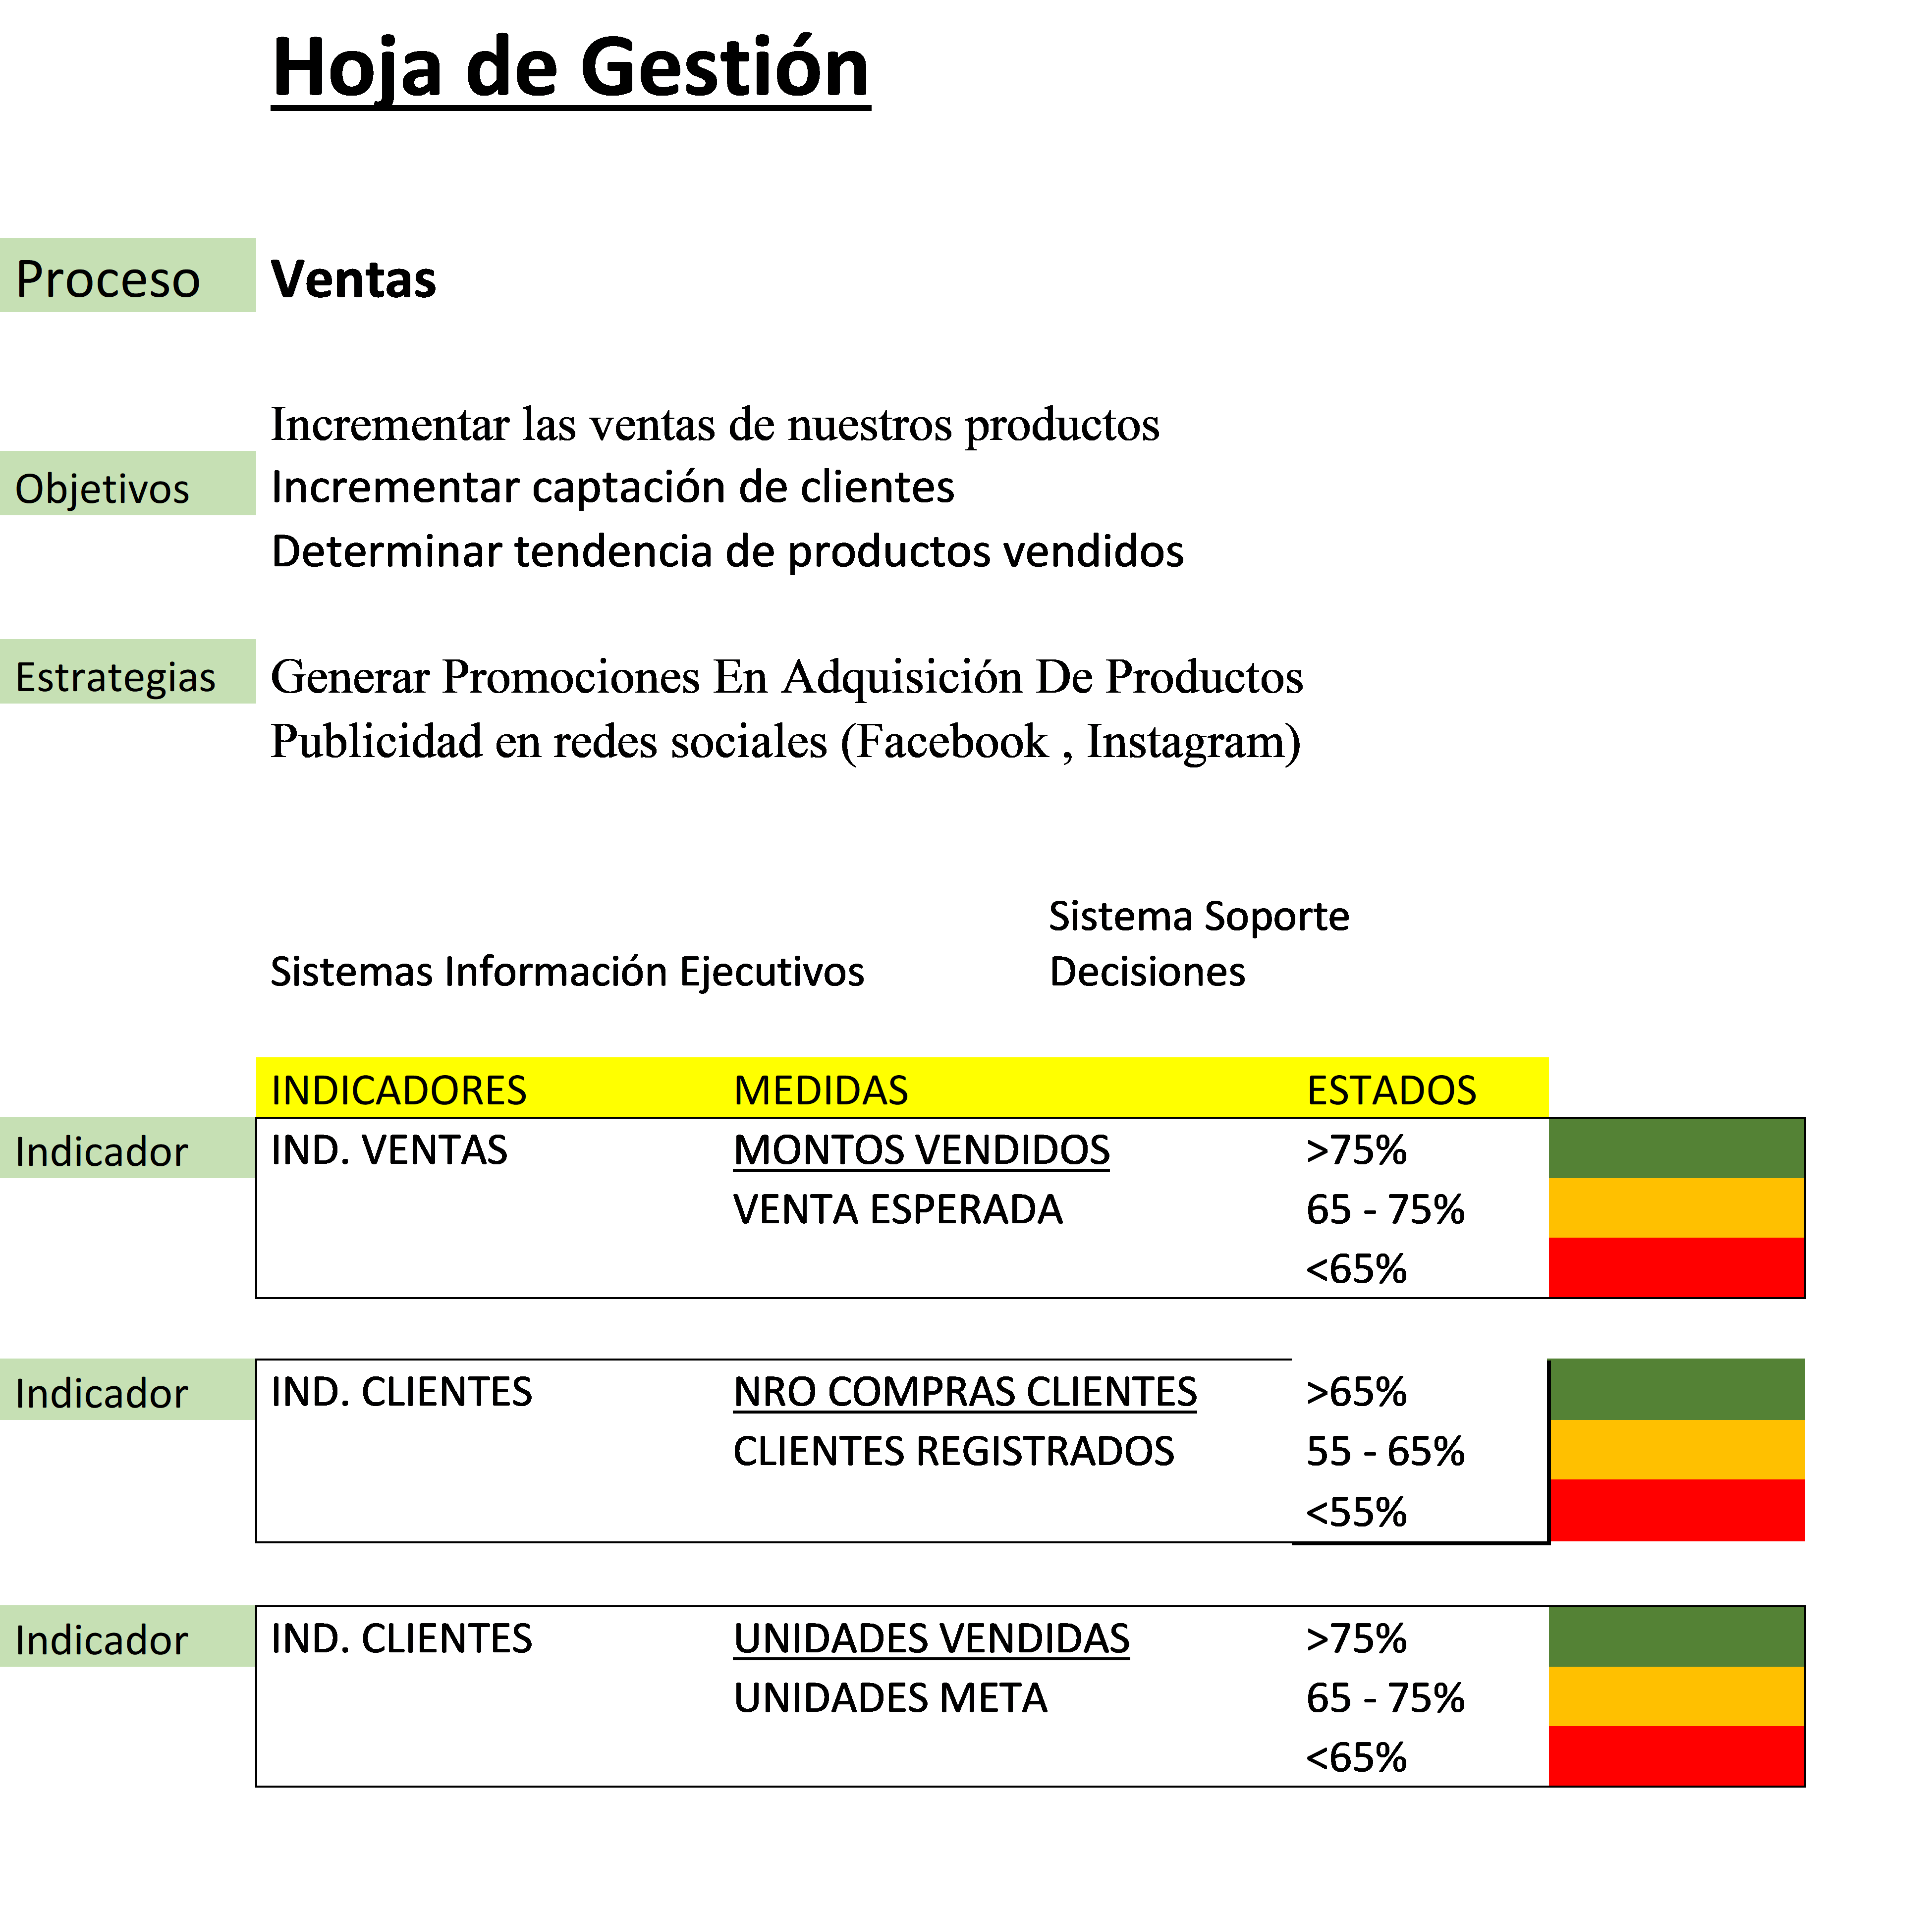 Hoja de Gestión
Proceso Ventas
Incrementar las ventas de nuestros productos
Objetivos Incrementar captación de clientes
Determinar tendencia de productos vendidos
Estrategias Generar Promociones En Adquisición De Productos
Publicidad en redes sociales (Facebook , Instagram)
Sistemas Información Ejecutivos
Sistema Soporte
Decisiones
INDICADORES MEDIDAS ESTADOS
Indicador IND. VENTAS MONTOS VENDIDOS >75%
VENTA ESPERADA 65 - 75%
<65%
Indicador IND. CLIENTES NRO COMPRAS CLIENTES >65%
CLIENTES REGISTRADOS 55 - 65%
<55%
Indicador IND. CLIENTES UNIDADES VENDIDAS >75%
UNIDADES META 65 - 75%
<65%